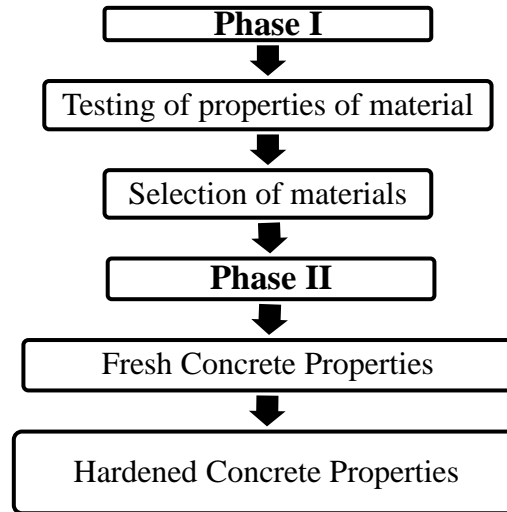 Phase I
Testing of properties of material
Selection of materials
Phase II
Fresh Concrete Properties
Hardened Concrete Properties